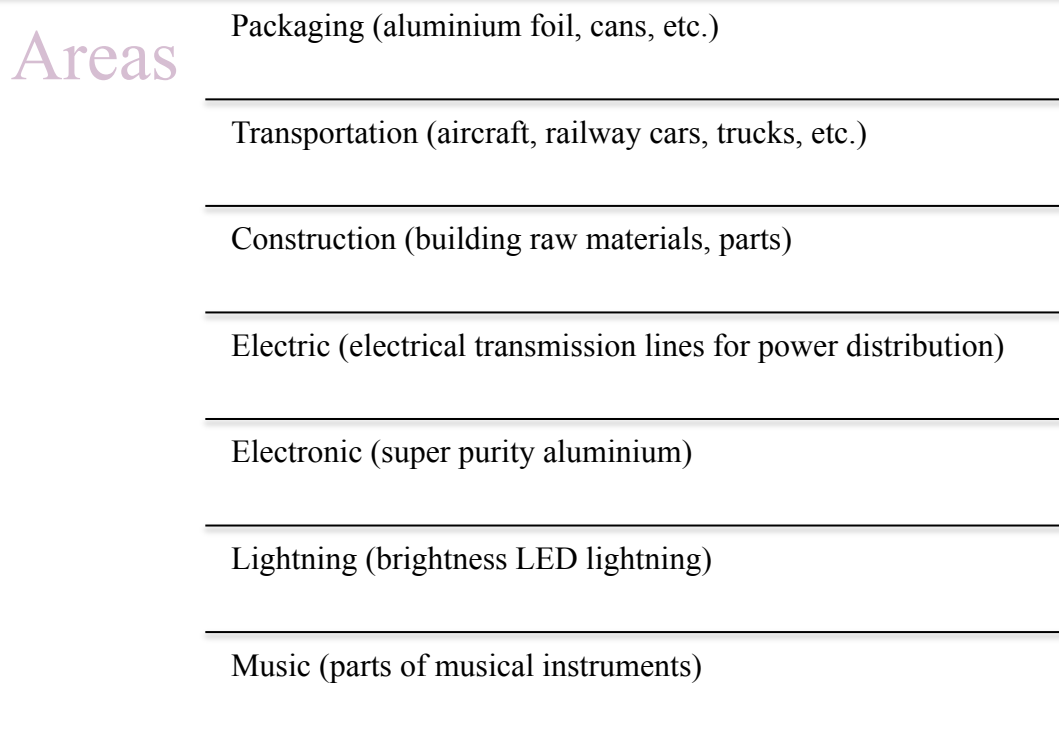 Areas
Packaging (aluminium foil, cans, etc.)
Transportation (aircraft, railway cars, trucks, etc.)
Construction (building raw materials, parts)
Electric (electrical transmission lines for power distribution)
Electronic (super purity aluminium)
Lightning (brightness LED lightning)
Music (parts of musical instruments)